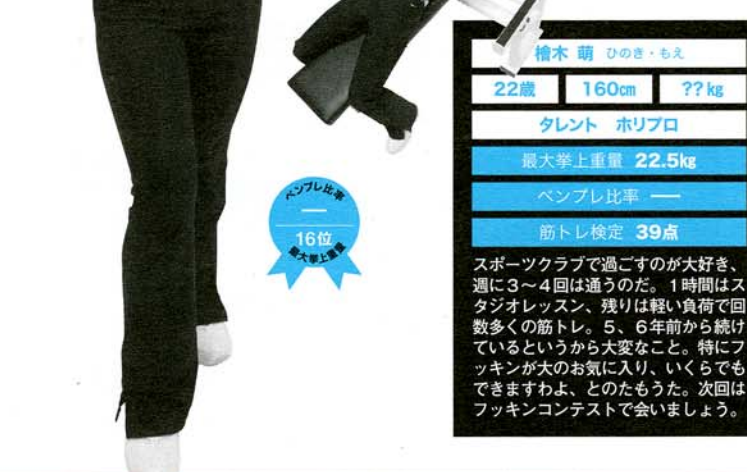 檜木 萌 ひのき・もえ
22歳 160cm ??kg
タレント ホリプロ
最大挙上重量 22.5kg
ベンプレ比率 ―
筋トレ検定 39点
スポーツクラブで過ごすのが大好き、
週に3〜4回は通うのだ。1時間はス
タジオレッスン、残りは軽い負荷で回
数多くの筋トレ。5、6年前から続け
ているというから大変なこと。特にフ
ッキンが大のお気に入り、いくらでも
できますわよ、とのたもうた。次回は
フッキンコンテストで会いましょう。
ベンプレ比率
―
16位
最大挙上重量